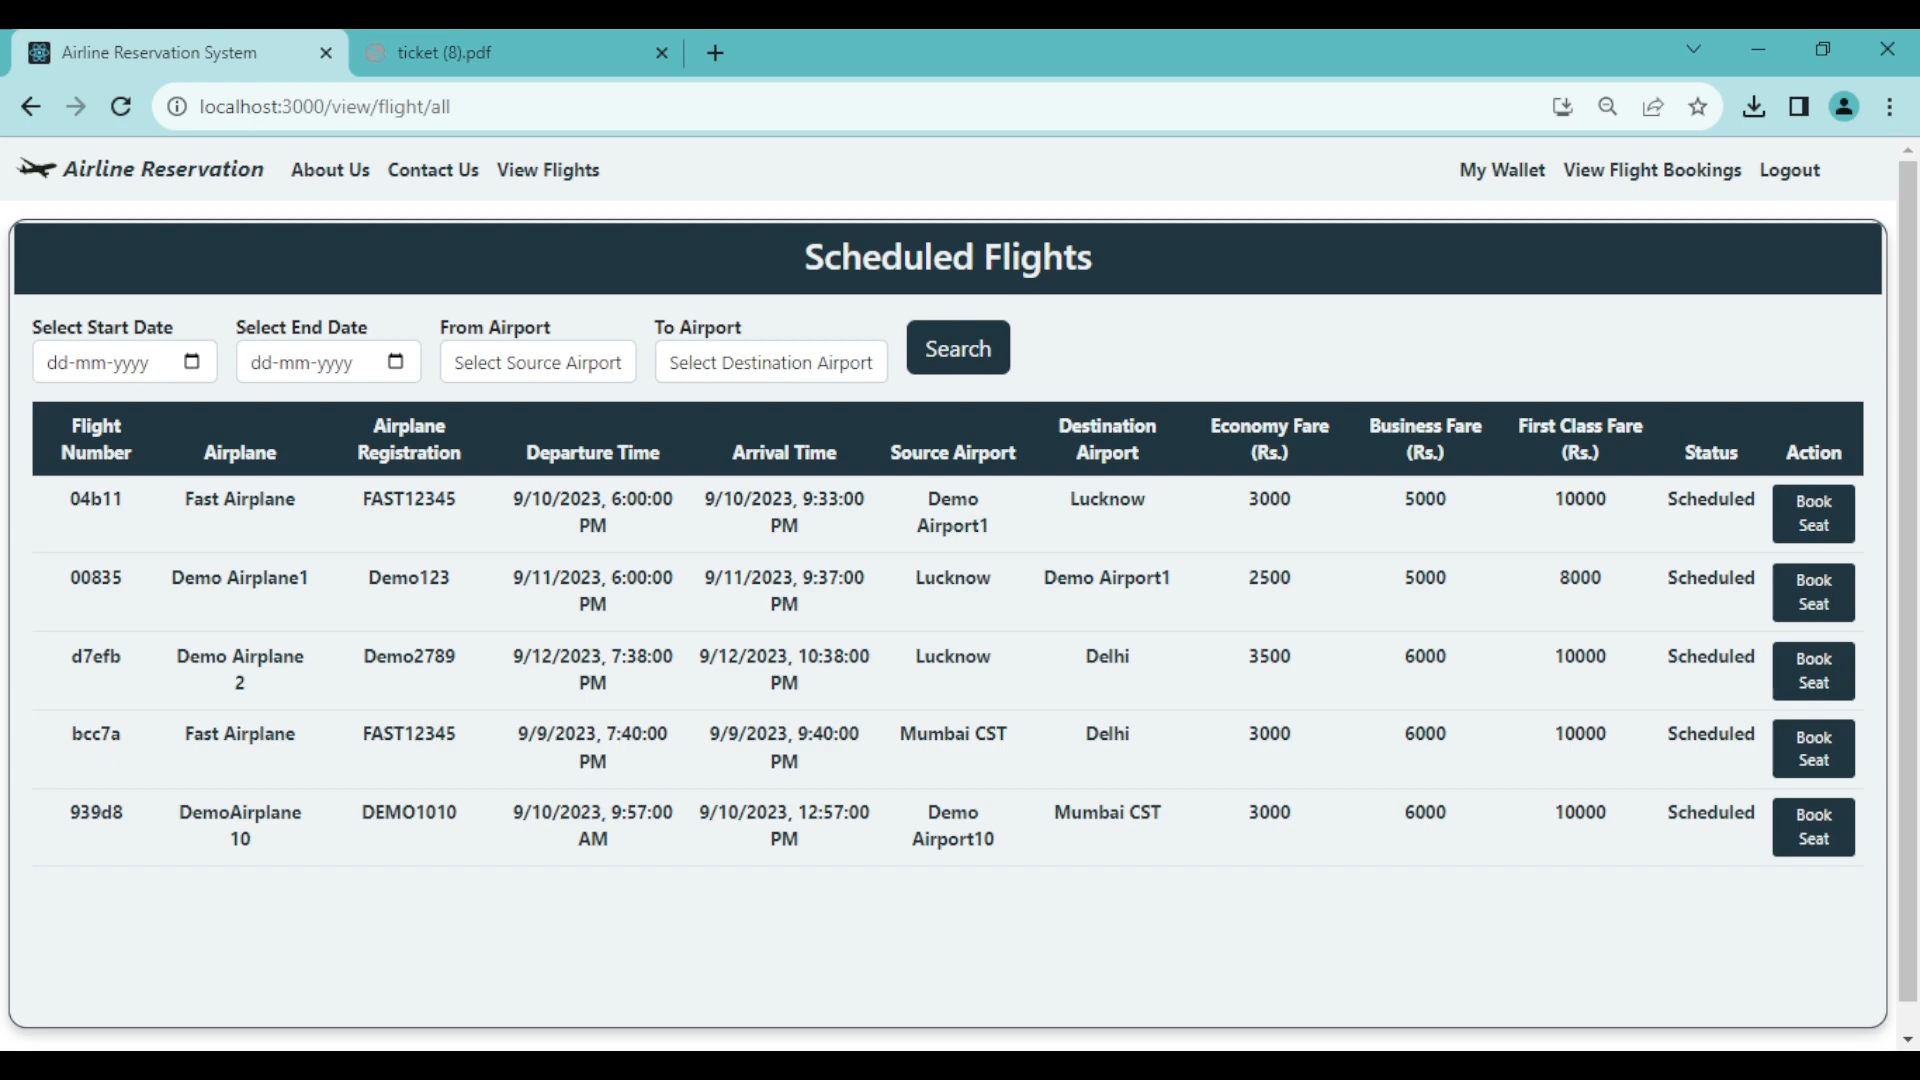 Airline Reservation System
ticket (8).pdf
localhost:3000/view/flight/all
Airline Reservation About Us Contact Us View Flights My Wallet View Flight Bookings Logout
Scheduled Flights
Select Start Date Select End Date From Airport To Airport
dd-mm-yyyy dd-mm-yyyy Select Source Airport Select Destination Airport Search
Flight Number Airplane Airplane Registration Departure Time Arrival Time Source Airport Destination Airport Economy Fare (Rs.) Business Fare (Rs.) First Class Fare (Rs.) Status Action
04b11 Fast Airplane FAST12345 9/10/2023, 6:00:00 PM 9/10/2023, 9:33:00 PM Demo Airport1 Lucknow 3000 5000 10000 Scheduled Book Seat
00835 Demo Airplane1 Demo123 9/11/2023, 6:00:00 PM 9/11/2023, 9:37:00 PM Lucknow Demo Airport1 2500 5000 8000 Scheduled Book Seat
d7efb Demo Airplane 2 Demo2789 9/12/2023, 7:38:00 PM 9/12/2023, 10:38:00 PM Lucknow Delhi 3500 6000 10000 Scheduled Book Seat
bcc7a Fast Airplane FAST12345 9/9/2023, 7:40:00 PM 9/9/2023, 9:40:00 PM Mumbai CST Delhi 3000 6000 10000 Scheduled Book Seat
939d8 DemoAirplane 10 DEMO1010 9/10/2023, 9:57:00 AM 9/10/2023, 12:57:00 PM Demo Airport10 Mumbai CST 3000 6000 10000 Scheduled Book Seat